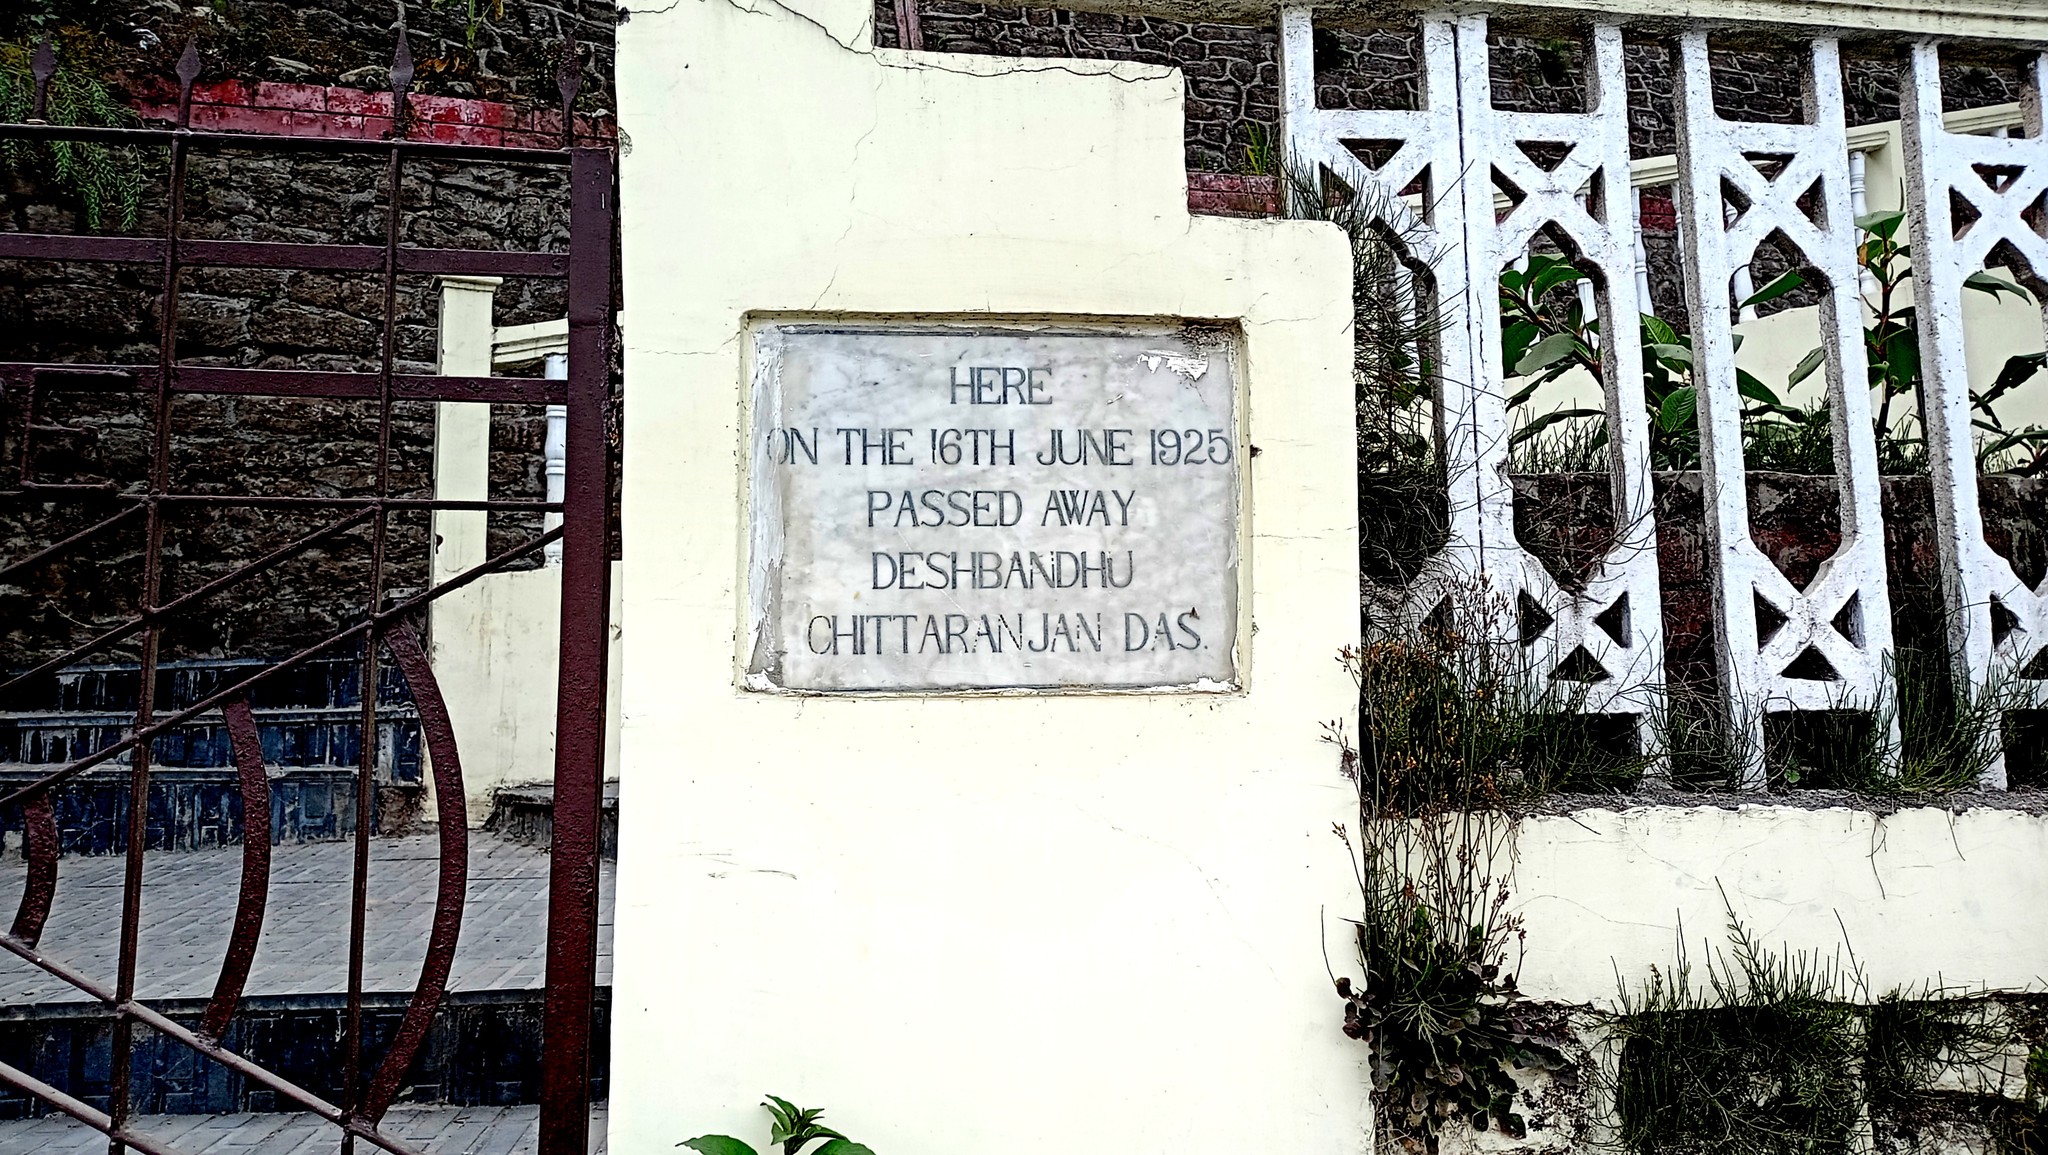 HERE
ON THE 16TH JUNE 1925
PASSED AWAY
DESHBANDHU
CHITTARANJAN DAS.